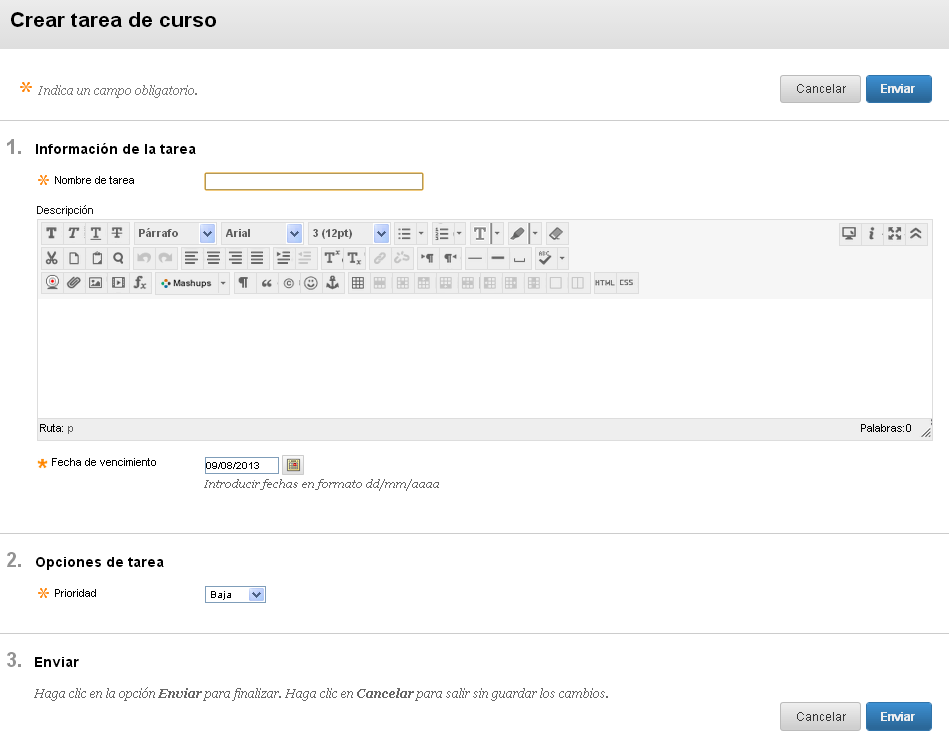 Crear tarea de curso
Indica un campo obligatorio.
Cancelar Enviar
1. Información de la tarea
Nombre de tarea
Descripción
T T T T Párrafo Arial 3 (12pt) T
ABC
Mashups HTML CSS
Ruta: p Palabras:0
Fecha de vencimiento 09/08/2013
Introducir fechas en formato dd/mm/aaaa
2. Opciones de tarea
Prioridad Baja
3. Enviar
Haga clic en la opción Enviar para finalizar. Haga clic en Cancelar para salir sin guardar los cambios.
Cancelar Enviar